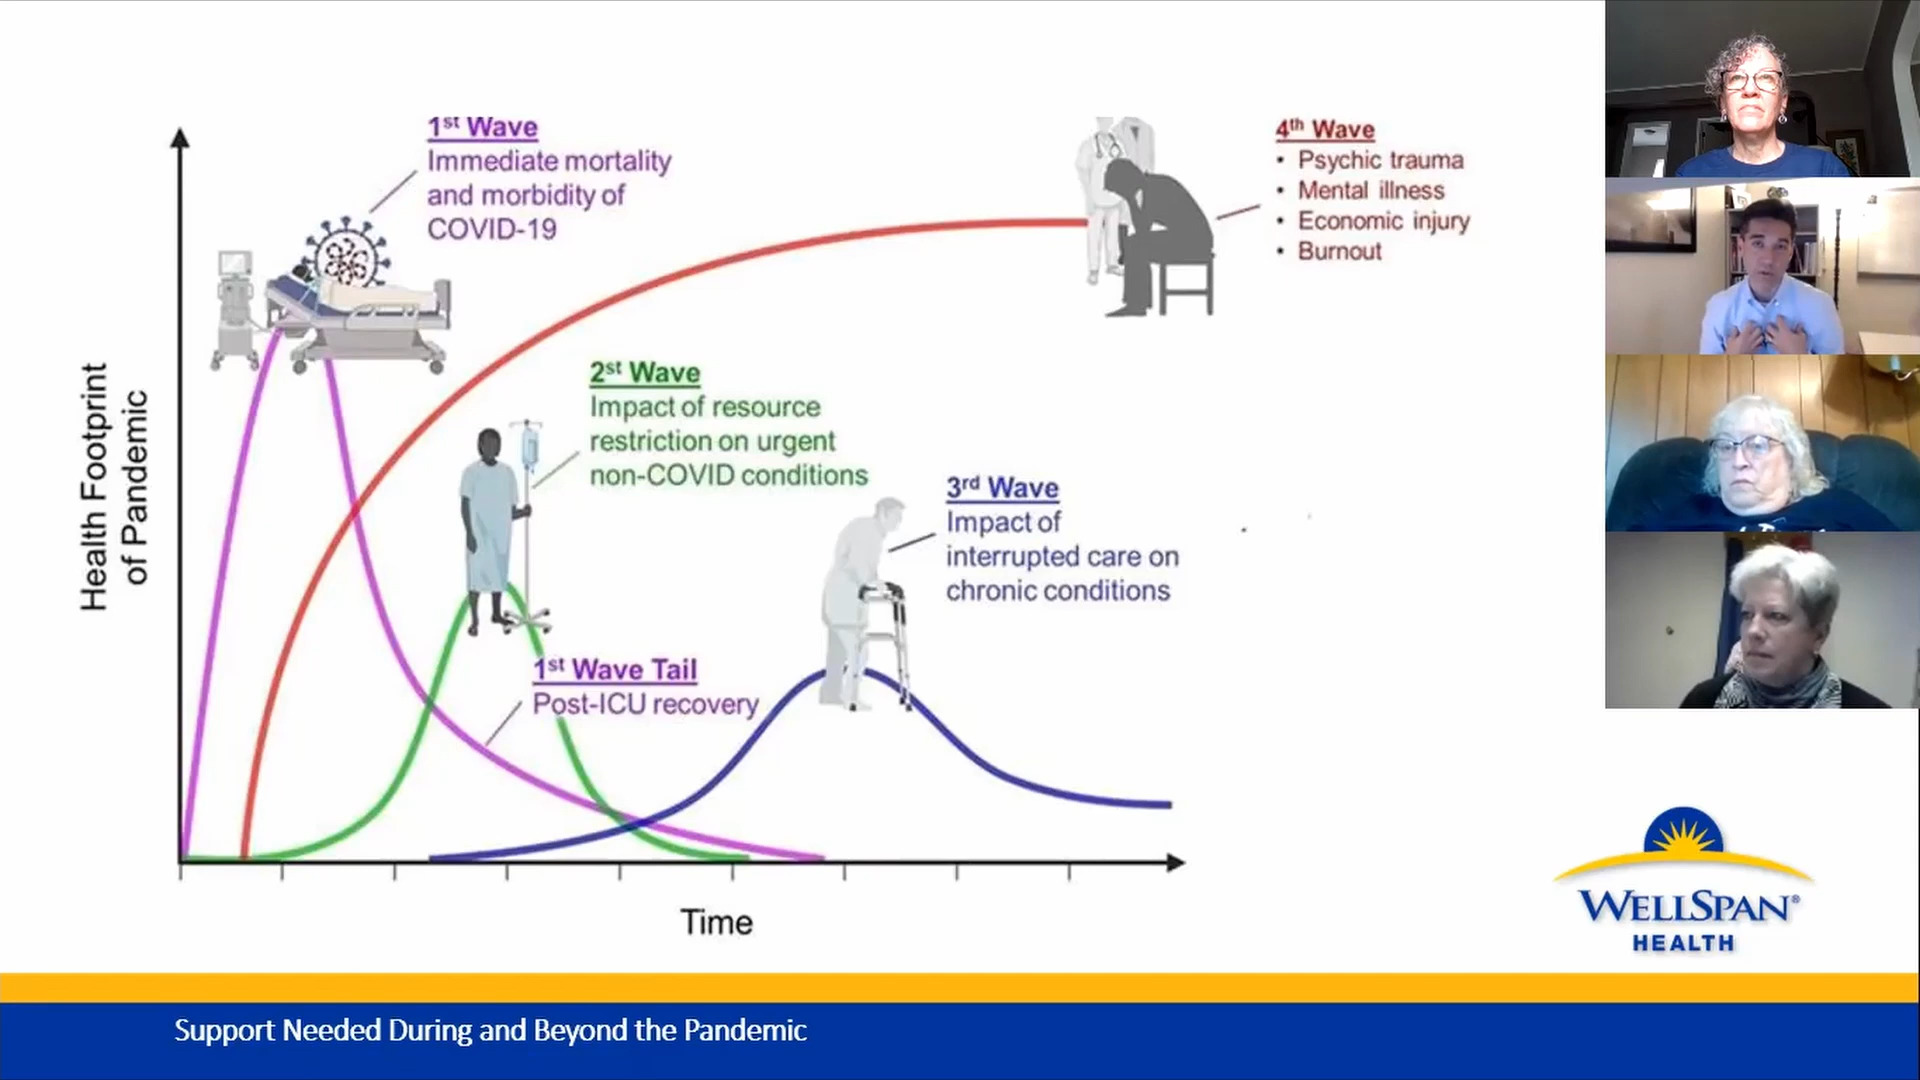 1st Wave
Immediate mortality
and morbidity of
COVID-19
4th Wave
• Psychic trauma
• Mental illness
• Economic injury
• Burnout
2st Wave
Impact of resource
restriction on urgent
non-COVID conditions
3rd Wave
Impact of
interrupted care on
chronic conditions
1st Wave Tail
Post-ICU recovery
Health Footprint
of Pandemic
Time
WELLSPAN®
HEALTH
Support Needed During and Beyond the Pandemic